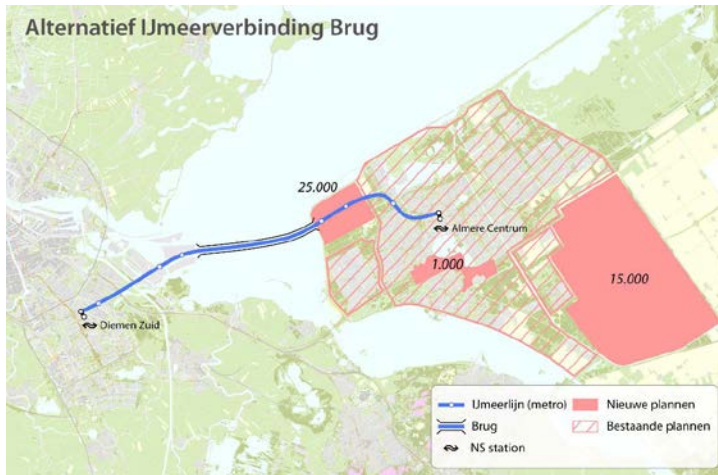 Alternatief IJmeerverbinding Brug
25.000
Almere Centrum
1.000
15.000
Diemen Zuid
IJmeerlijn (metro)
Nieuwe plannen
Brug
Bestaande plannen
NS station